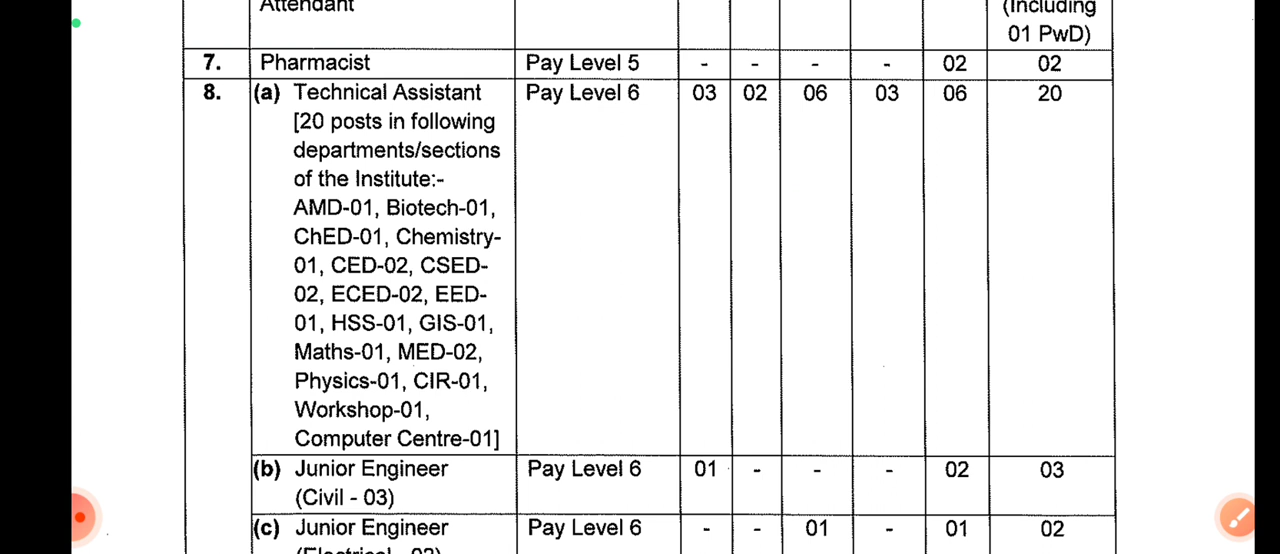 Attendant (Including
01 PwD)
7. Pharmacist Pay Level 5 - - - - 02 02
8. (a) Technical Assistant Pay Level 6 03 02 06 03 06 20
[20 posts in following
departments/sections
of the Institute:-
AMD-01, Biotech-01,
ChED-01, Chemistry-
01, CED-02, CSED-
02, ECED-02, EED-
01, HSS-01, GIS-01,
Maths-01, MED-02,
Physics-01, CIR-01,
Workshop-01,
Computer Centre-01]
(b) Junior Engineer Pay Level 6 01 - - - 02 03
(Civil - 03)
(c) Junior Engineer Pay Level 6 - - 01 - 01 02
(Electrical - 02)